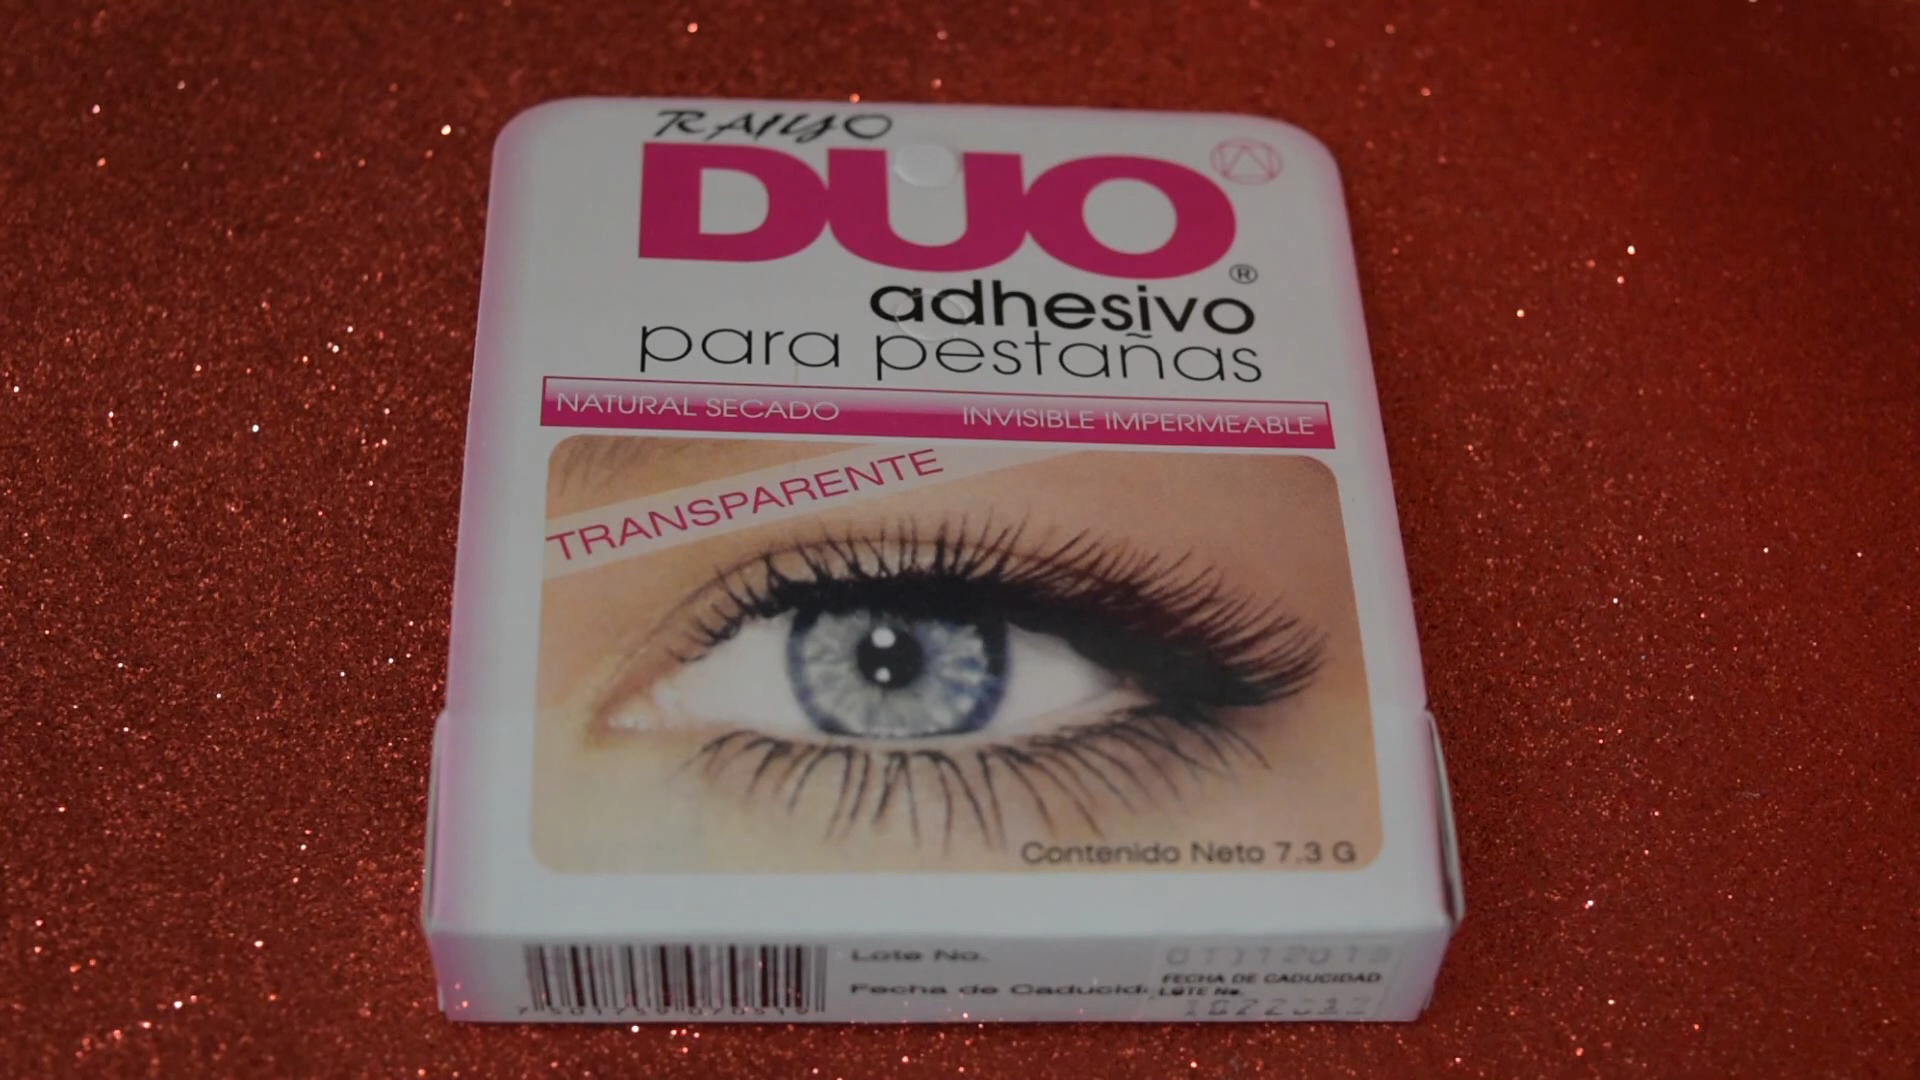 RAIYO
DUO®
adhesivo
para pestañas
NATURAL SECADO INVISIBLE IMPERMEABLE
TRANSPARENTE
Contenido Neto 7.3 G
Lote No.
FECHA DE CADUCIDAD
Fecha de LOTE No.